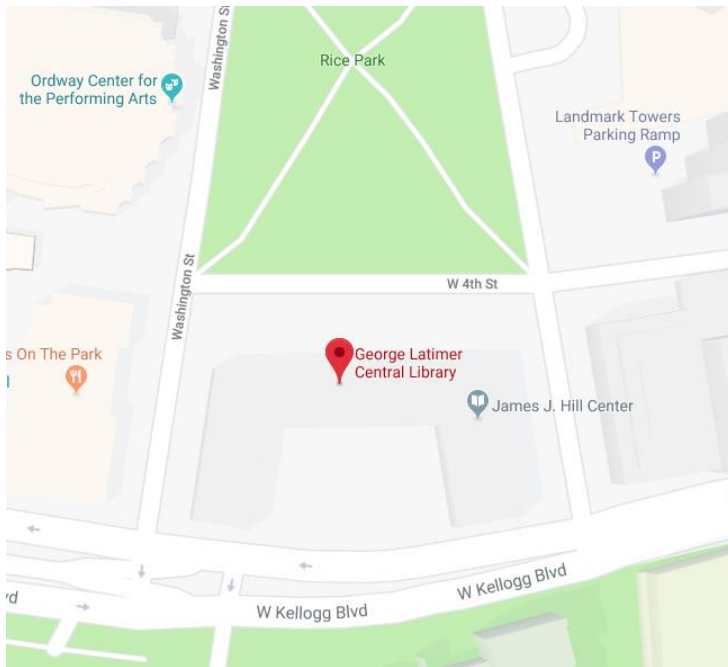 Washington St
Rice Park
Ordway Center for
the Performing Arts
Landmark Towers
Parking Ramp
P
Washington St
W 4th St
s On The Park
l
George Latimer
Central Library
James J. Hill Center
vd
W Kellogg Blvd
W Kellogg Blvd